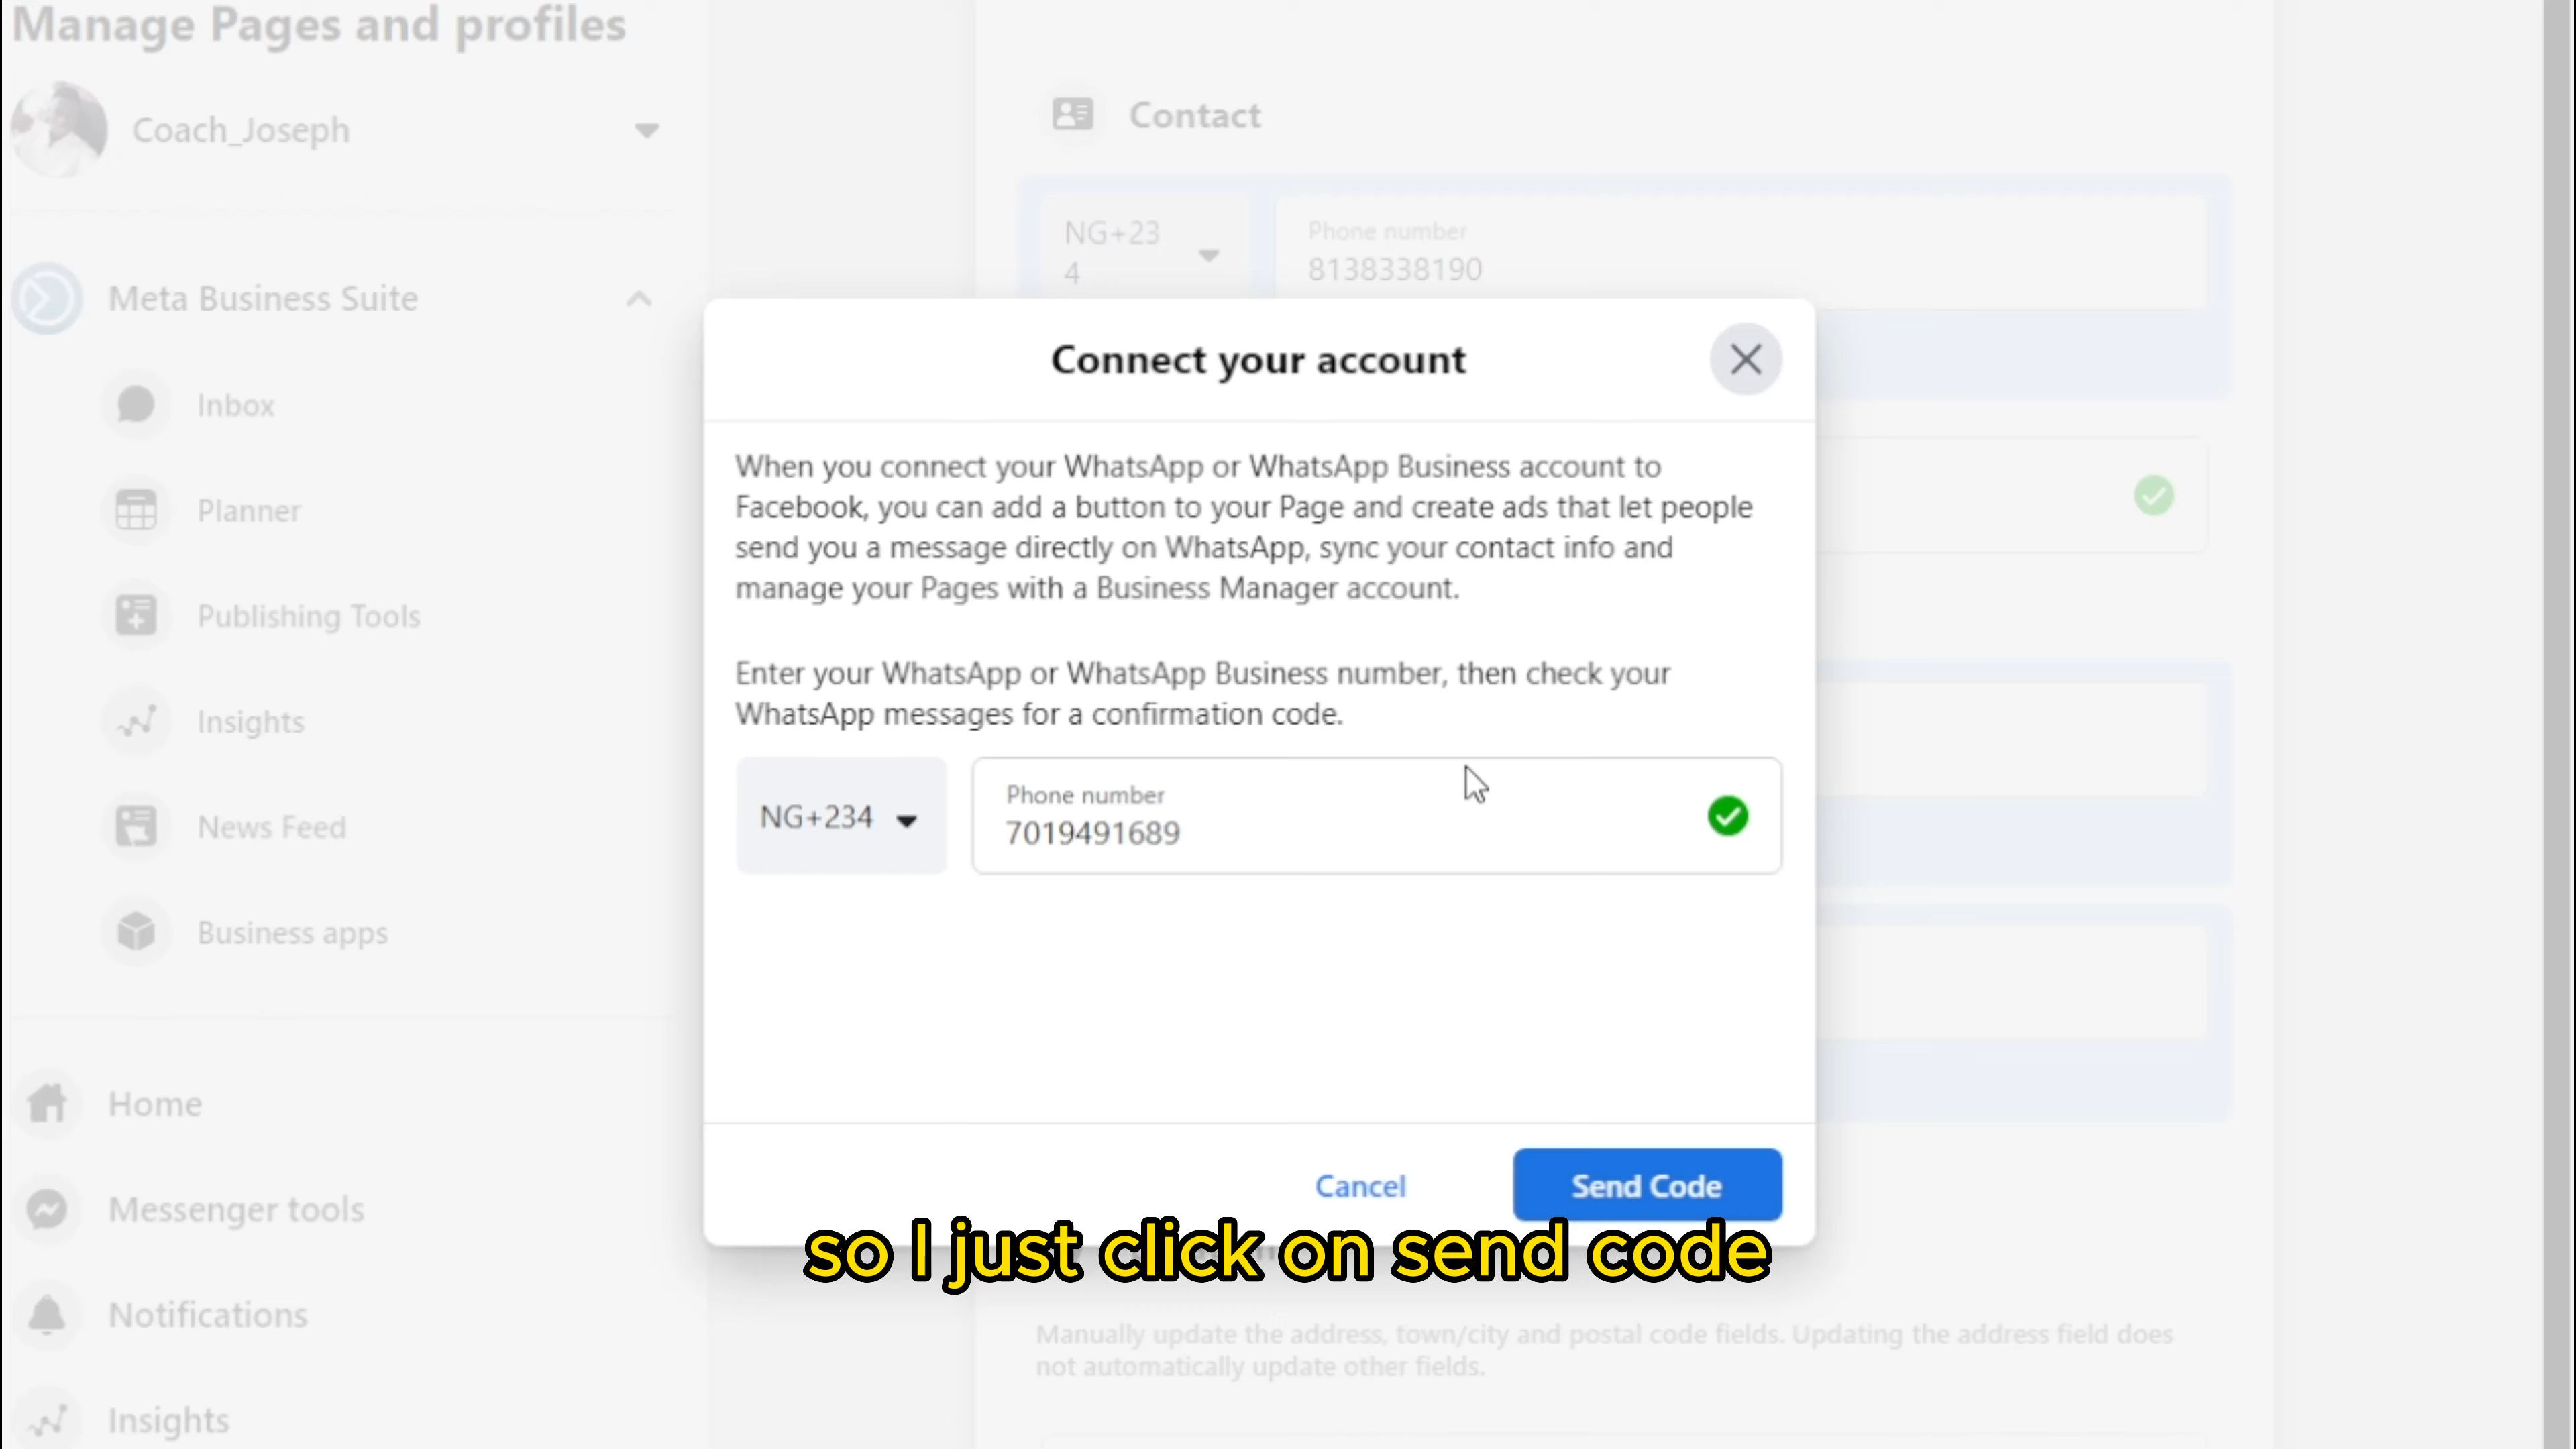 Manage Pages and profiles
Coach_Joseph
Meta Business Suite
Inbox
Planner
Publishing Tools
Insights
News Feed
Business apps
Home
Messenger tools
Notifications
Insights
Contact
NG+23
4
Phone number
8138338190
Connect your account
When you connect your WhatsApp or WhatsApp Business account to
Facebook, you can add a button to your Page and create ads that let people
send you a message directly on WhatsApp, sync your contact info and
manage your Pages with a Business Manager account.
Enter your WhatsApp or WhatsApp Business number, then check your
WhatsApp messages for a confirmation code.
NG+234
Phone number
7019491689
Cancel
Send Code
so I just click on send code
Manually update the address, town/city and postal code fields. Updating the address field does
not automatically update other fields.